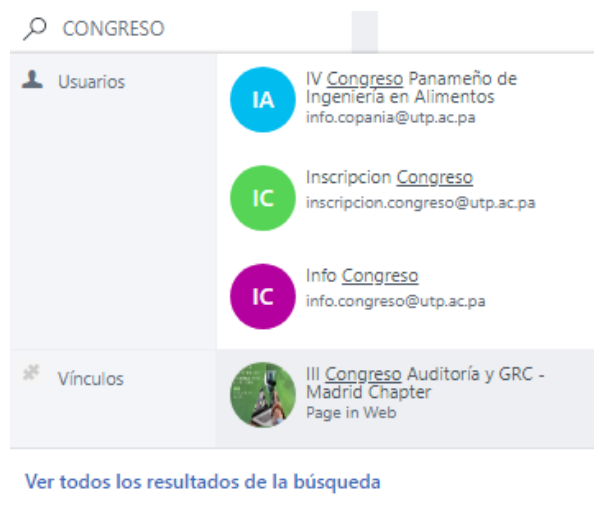 CONGRESO
Usuarios
IA
IV Congreso Panameño de
Ingeniería en Alimentos
info.copania@utp.ac.pa
IC
Inscripcion Congreso
inscripcion.congreso@utp.ac.pa
IC
Info Congreso
info.congreso@utp.ac.pa
Vínculos
III Congreso Auditoría y GRC -
Madrid Chapter
Page in Web
Ver todos los resultados de la búsqueda